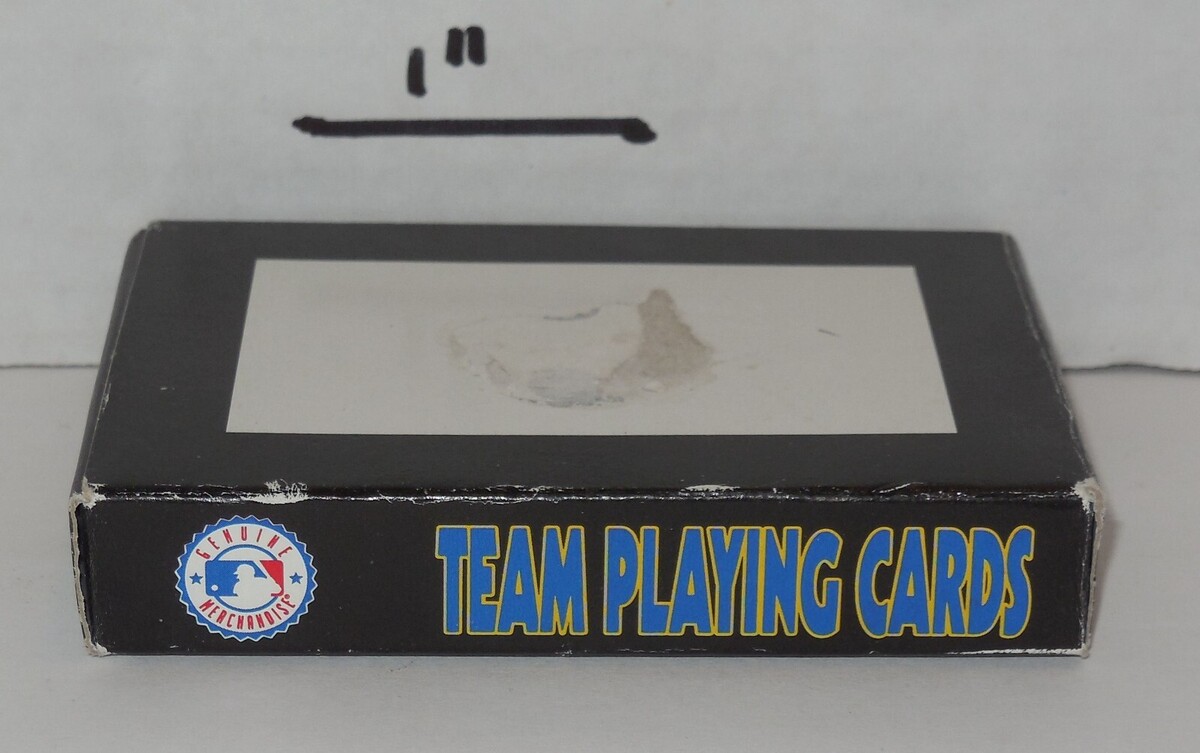 1"
GENUINE
MERCHANDISE®
TEAM PLAYING CARDS